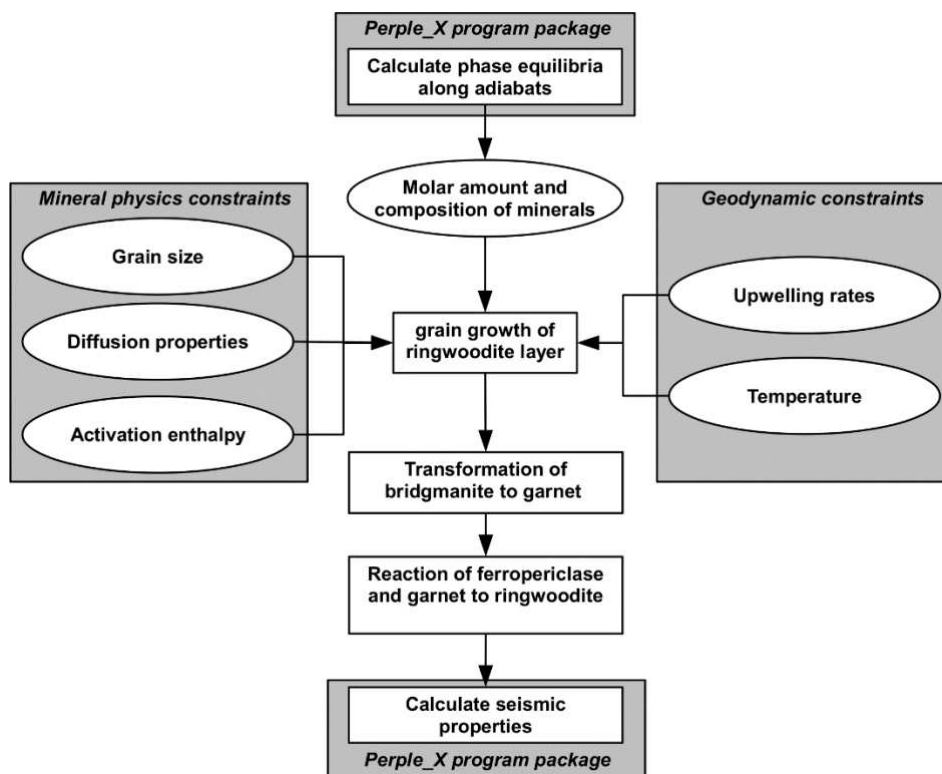 Perple_X program package
Calculate phase equilibria
along adiabats
Molar amount and
composition of minerals
Mineral physics constraints
Grain size
Diffusion properties
Activation enthalpy
Geodynamic constraints
Upwelling rates
Temperature
grain growth of
ringwoodite layer
Transformation of
bridgmanite to garnet
Reaction of ferropericlase
and garnet to ringwoodite
Calculate seismic
properties
Perple_X program package